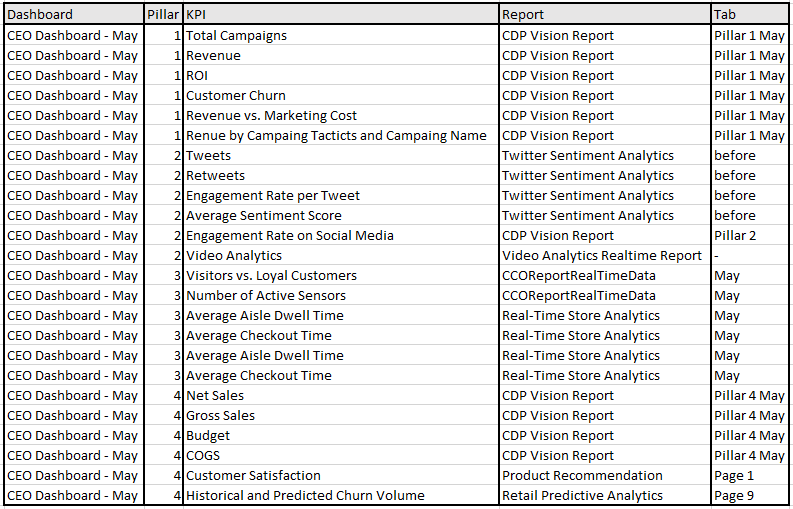 Dashboard Pillar KPI Report Tab
CEO Dashboard - May 1 Total Campaigns CDP Vision Report Pillar 1 May
CEO Dashboard - May 1 Revenue CDP Vision Report Pillar 1 May
CEO Dashboard - May 1 ROI CDP Vision Report Pillar 1 May
CEO Dashboard - May 1 Customer Churn CDP Vision Report Pillar 1 May
CEO Dashboard - May 1 Revenue vs. Marketing Cost CDP Vision Report Pillar 1 May
CEO Dashboard - May 1 Renue by Campaing Tacticts and Campaing Name CDP Vision Report Pillar 1 May
CEO Dashboard - May 2 Tweets Twitter Sentiment Analytics before
CEO Dashboard - May 2 Retweets Twitter Sentiment Analytics before
CEO Dashboard - May 2 Engagement Rate per Tweet Twitter Sentiment Analytics before
CEO Dashboard - May 2 Average Sentiment Score Twitter Sentiment Analytics before
CEO Dashboard - May 2 Engagement Rate on Social Media CDP Vision Report Pillar 2
CEO Dashboard - May 2 Video Analytics Video Analytics Realtime Report -
CEO Dashboard - May 3 Visitors vs. Loyal Customers CCOReportRealTimeData May
CEO Dashboard - May 3 Number of Active Sensors CCOReportRealTimeData May
CEO Dashboard - May 3 Average Aisle Dwell Time Real-Time Store Analytics May
CEO Dashboard - May 3 Average Checkout Time Real-Time Store Analytics May
CEO Dashboard - May 3 Average Aisle Dwell Time Real-Time Store Analytics May
CEO Dashboard - May 3 Average Checkout Time Real-Time Store Analytics May
CEO Dashboard - May 4 Net Sales CDP Vision Report Pillar 4 May
CEO Dashboard - May 4 Gross Sales CDP Vision Report Pillar 4 May
CEO Dashboard - May 4 Budget CDP Vision Report Pillar 4 May
CEO Dashboard - May 4 COGS CDP Vision Report Pillar 4 May
CEO Dashboard - May 4 Customer Satisfaction Product Recommendation Page 1
CEO Dashboard - May 4 Historical and Predicted Churn Volume Retail Predictive Analytics Page 9